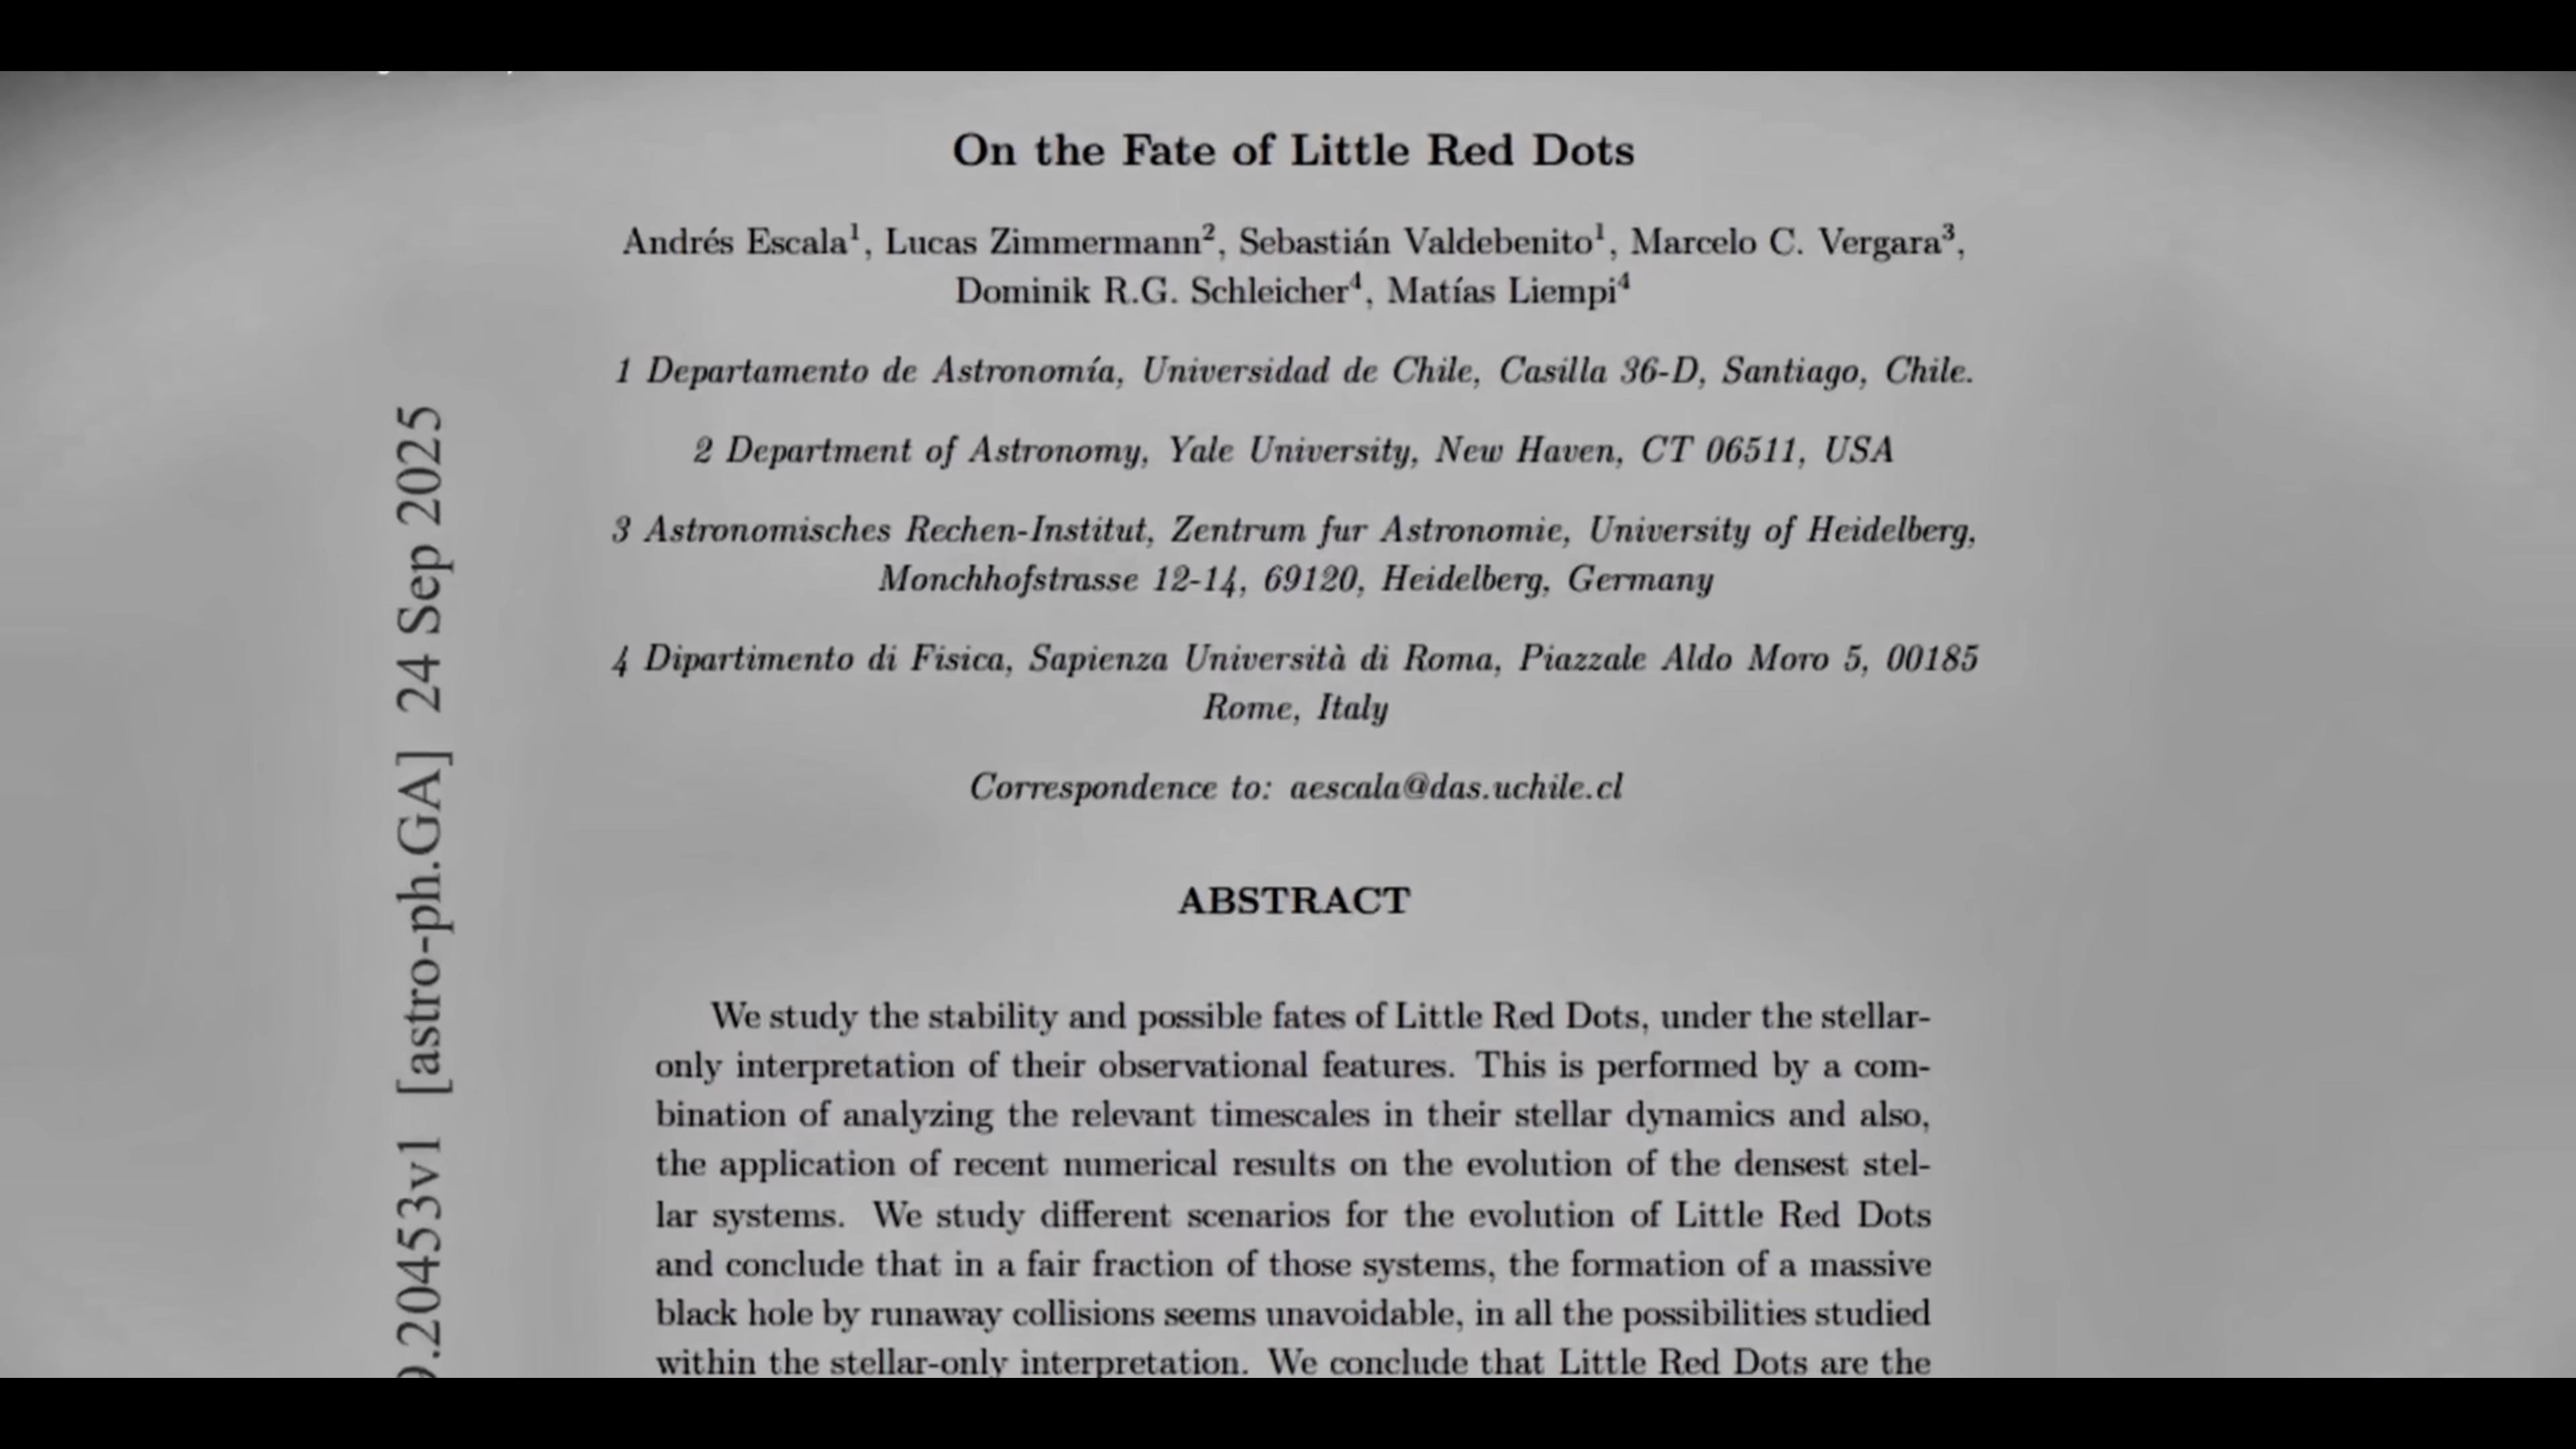 On the Fate of Little Red Dots
Andrés Escala1, Lucas Zimmermann2, Sebastián Valdebenito1, Marcelo C. Vergara3,
Dominik R.G. Schleicher4, Matías Liempi4
1 Departamento de Astronomía, Universidad de Chile, Casilla 36-D, Santiago, Chile.
2 Department of Astronomy, Yale University, New Haven, CT 06511, USA
3 Astronomisches Rechen-Institut, Zentrum fur Astronomie, University of Heidelberg,
Monchhofstrasse 12-14, 69120, Heidelberg, Germany
4 Dipartimento di Fisica, Sapienza Università di Roma, Piazzale Aldo Moro 5, 00185
Rome, Italy
Correspondence to: aescala@das.uchile.cl
ABSTRACT
We study the stability and possible fates of Little Red Dots, under the stellar-
only interpretation of their observational features. This is performed by a com-
bination of analyzing the relevant timescales in their stellar dynamics and also,
the application of recent numerical results on the evolution of the densest stel-
lar systems. We study different scenarios for the evolution of Little Red Dots
and conclude that in a fair fraction of those systems, the formation of a massive
black hole by runaway collisions seems unavoidable, in all the possibilities studied
within the stellar-only interpretation. We conclude that Little Red Dots are the
.20453v1 [astro-ph.GA] 24 Sep 2025